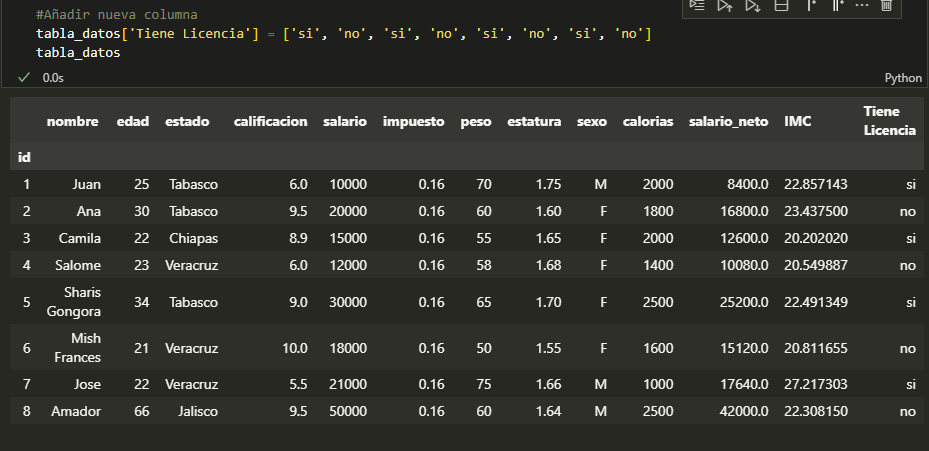 #Añadir nueva columna
tabla_datos['Tiene Licencia'] = ['si', 'no', 'si', 'no', 'si', 'no', 'si', 'no']
tabla_datos
0.0s Python
nombre edad estado calificacion salario impuesto peso estatura sexo calorias salario_neto IMC Tiene
Licencia
id
1 Juan 25 Tabasco 6.0 10000 0.16 70 1.75 M 2000 8400.0 22.857143 si
2 Ana 30 Tabasco 9.5 20000 0.16 60 1.60 F 1800 16800.0 23.437500 no
3 Camila 22 Chiapas 8.9 15000 0.16 55 1.65 F 2000 12600.0 20.202020 si
4 Salome 23 Veracruz 6.0 12000 0.16 58 1.68 F 1400 10080.0 20.549887 no
5 Sharis
Gongora 34 Tabasco 9.0 30000 0.16 65 1.70 F 2500 25200.0 22.491349 si
6 Mish
Frances 21 Veracruz 10.0 18000 0.16 50 1.55 F 1600 15120.0 20.811655 no
7 Jose 22 Veracruz 5.5 21000 0.16 75 1.66 M 1000 17640.0 27.217303 si
8 Amador 66 Jalisco 9.5 50000 0.16 60 1.64 M 2500 42000.0 22.308150 no